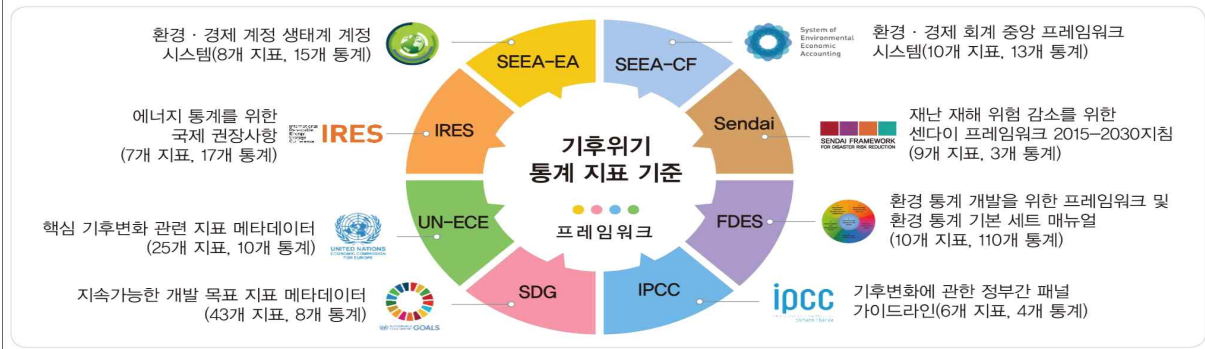 환경 · 경제 계정 생태계 계정
시스템(8개 지표, 15개 통계)
SEEA-EA
SEEA-CF
System of
Environmental
Economic
Accounting
환경 · 경제 회계 중앙 프레임워크
시스템(10개 지표, 13개 통계)
에너지 통계를 위한
국제 권장사항
(7개 지표, 17개 통계)
IRES
IRES
Sendai
SENDAI FRAMEWORK
FOR DISASTER RISK REDUCTION
재난 재해 위험 감소를 위한
센다이 프레임워크 2015-2030지침
(9개 지표, 3개 통계)
기후위기
통계 지표 기준
프레임워크
핵심 기후변화 관련 지표 메타데이터
(25개 지표, 10개 통계)
UNITED NATIONS
ECONOMIC COMMISSION
FOR EUROPE
UN-ECE
FDES
환경 통계 개발을 위한 프레임워크 및
환경 통계 기본 세트 매뉴얼
(10개 지표, 110개 통계)
지속가능한 개발 목표 지표 메타데이터
(43개 지표, 8개 통계)
GOALS
SDG
IPCC
ipcc
climate change
기후변화에 관한 정부간 패널
가이드라인(6개 지표, 4개 통계)